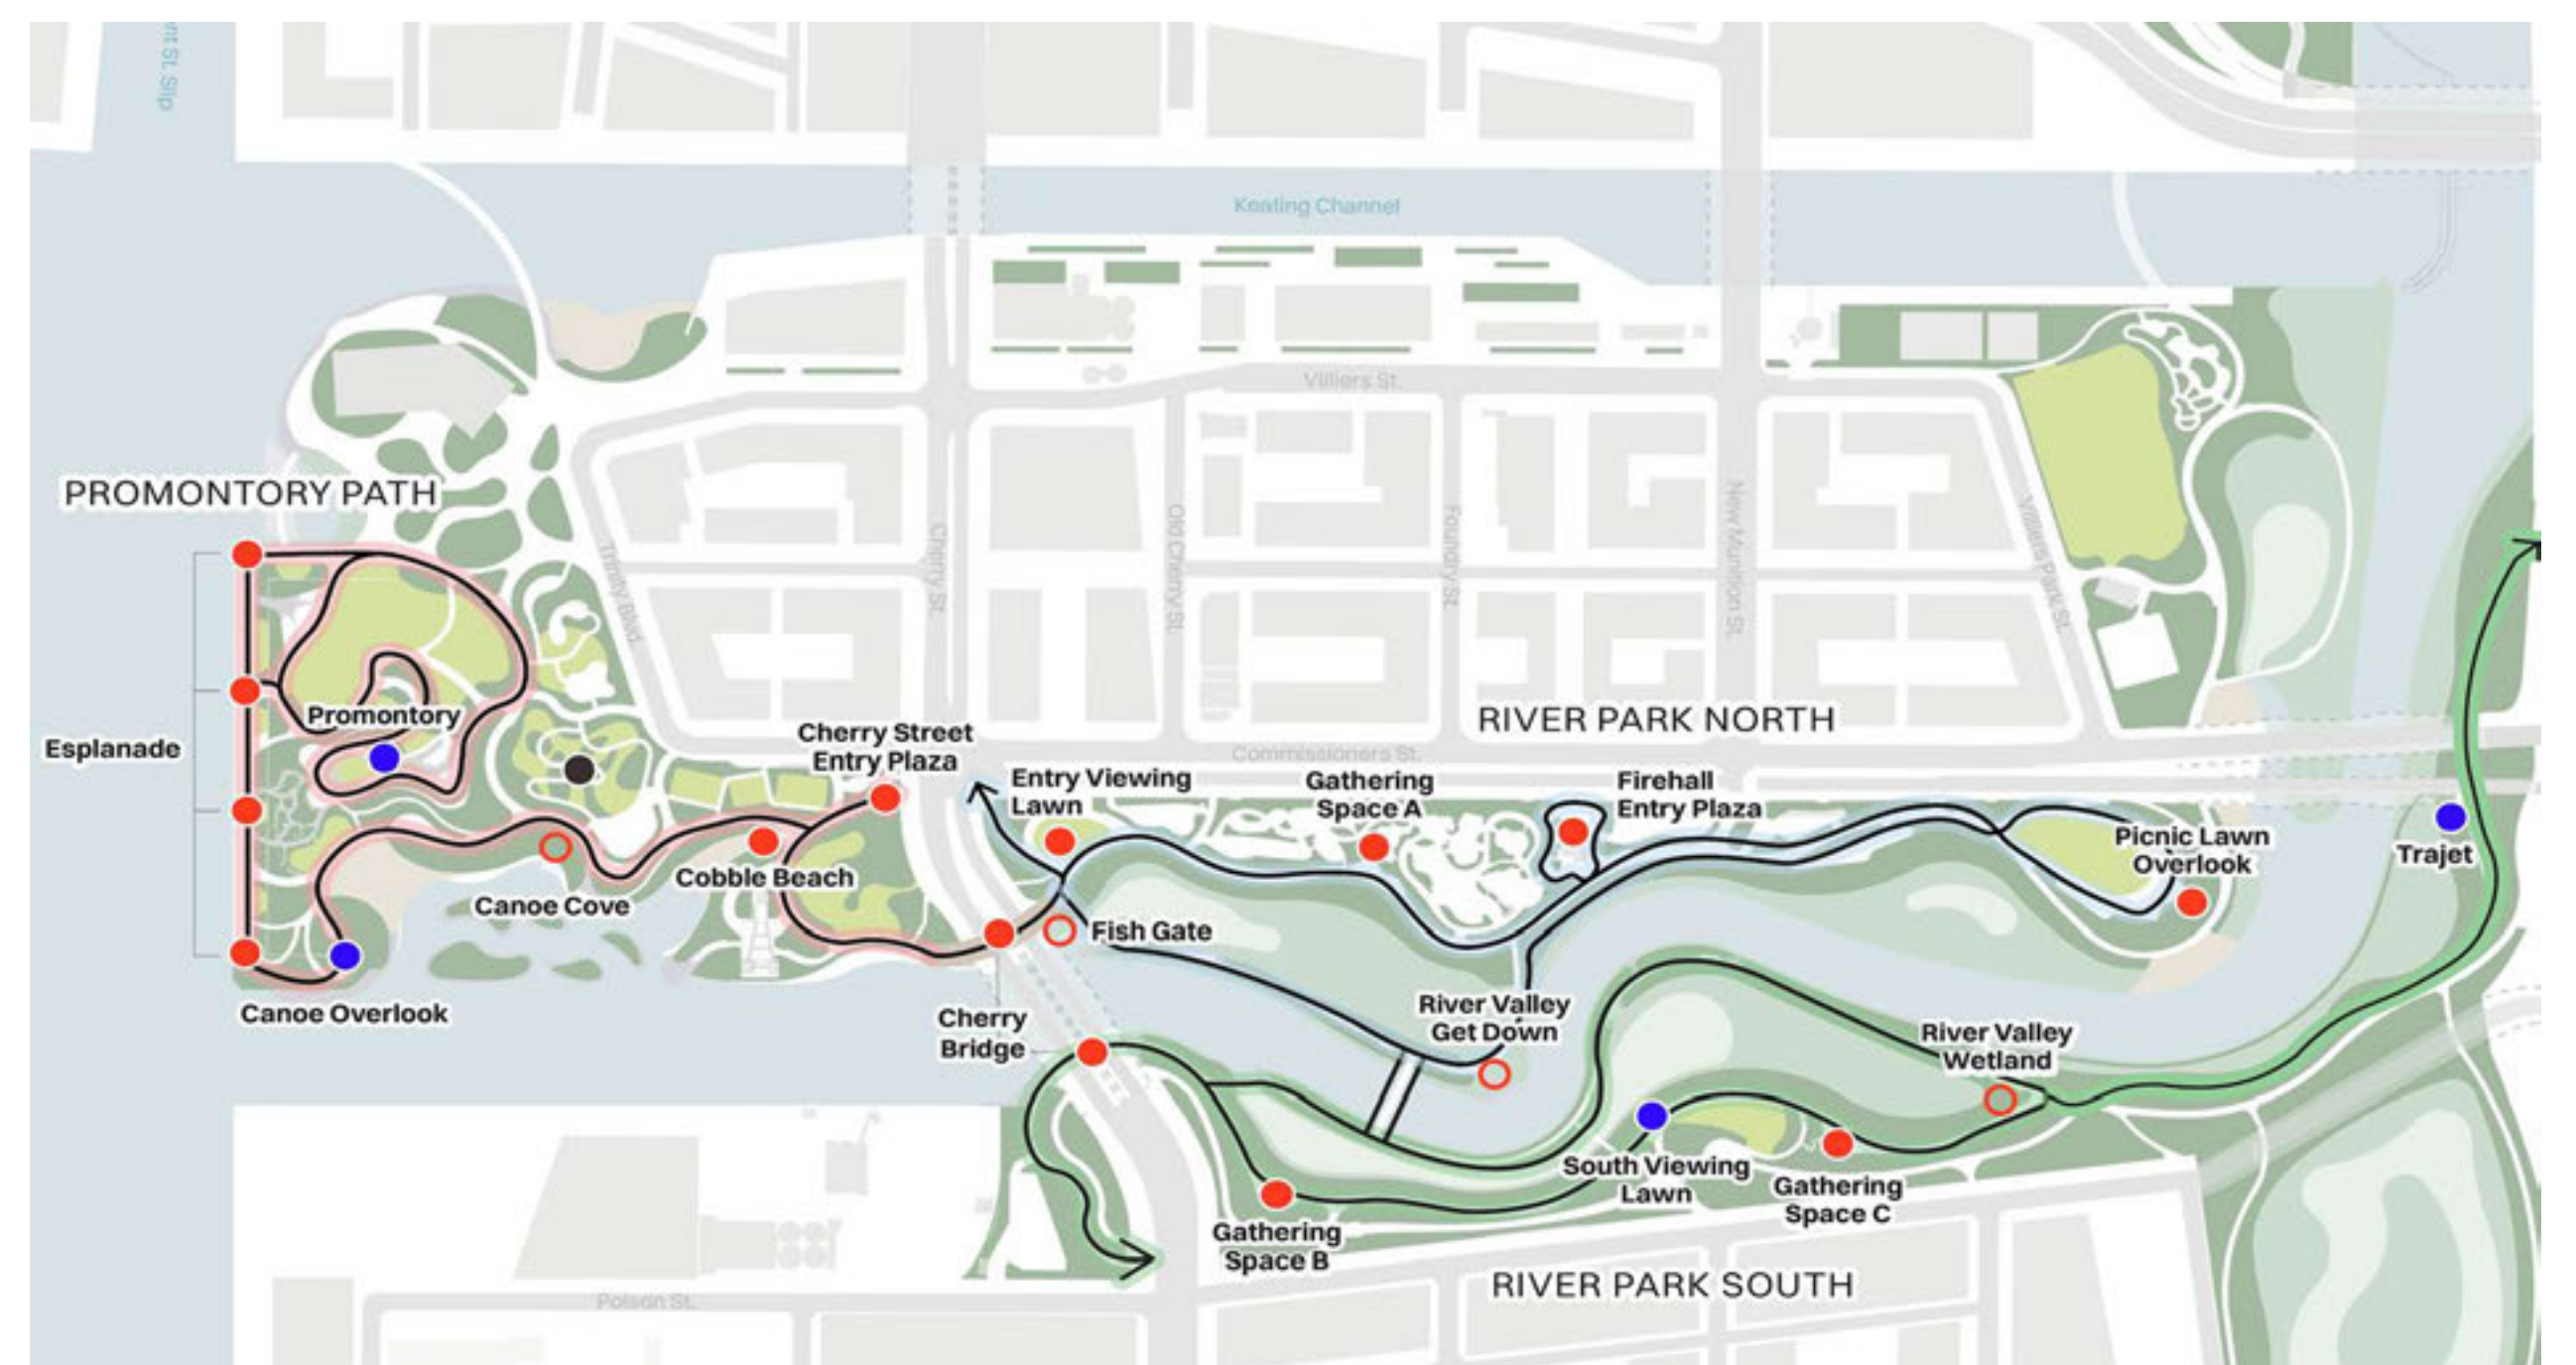 nt St. Slip
Keating Channel
Villiers St.
PROMONTORY PATH
Trinity Blvd.
Cherry St.
Old Cherry St.
Foundry St.
New Munition St.
Villiers Park St.
Promontory
Esplanade
Cherry Street
Entry Plaza
RIVER PARK NORTH
Commissioners St.
Entry Viewing
Lawn
Gathering
Space A
Firehall
Entry Plaza
Picnic Lawn
Overlook
Trajet
Cobble Beach
Canoe Cove
Fish Gate
Canoe Overlook
Cherry
Bridge
River Valley
Get Down
River Valley
Wetland
South Viewing
Lawn
Gathering
Space C
Gathering
Space B
RIVER PARK SOUTH
Polson St.